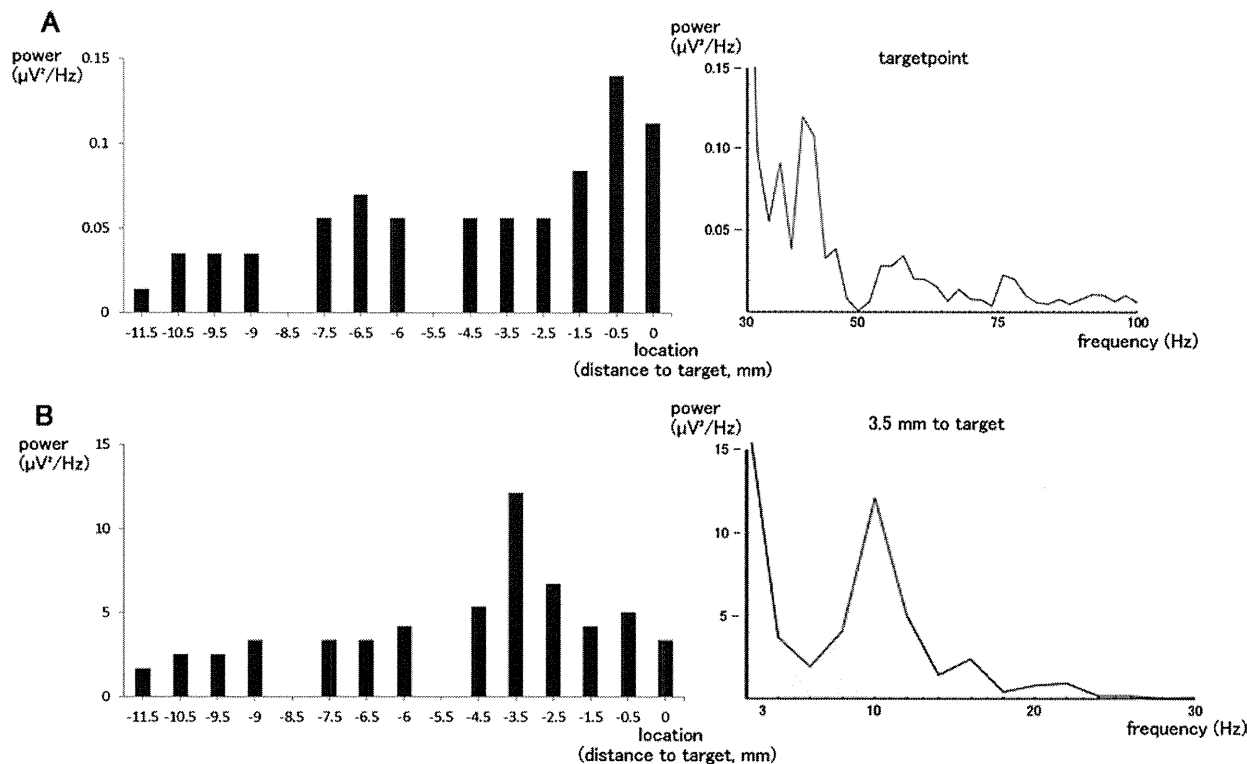 A
power
(μV²/Hz)
0.15
0.1
0.05
0
-11.5 -10.5 -9.5 -9 -8.5 -7.5 -6.5 -6 -5.5 -4.5 -3.5 -2.5 -1.5 -0.5 0
location
(distance to target, mm)
power
(μV²/Hz)
targetpoint
0.15
0.10
0.05
30 50 75 100
frequency (Hz)
B
power
(μV²/Hz)
15
10
5
0
-11.5 -10.5 -9.5 -9 -8.5 -7.5 -6.5 -6 -5.5 -4.5 -3.5 -2.5 -1.5 -0.5 0
location
(distance to target, mm)
power
(μV²/Hz)
3.5 mm to target
15
10
5
3 10 20 30
frequency (Hz)